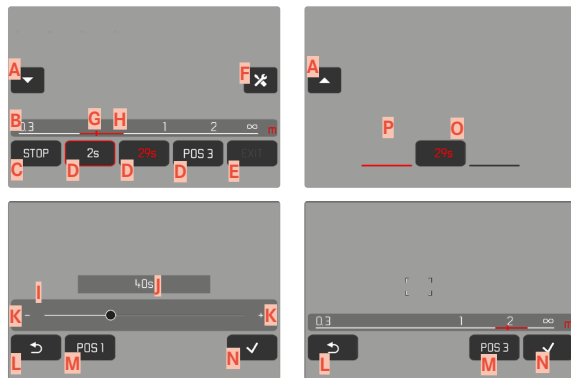 A
F
B 0.3 G H 1 2 ∞ m
STOP 2s 29s POS 3 EXIT
C D D D E
A
P O
29s
40s J
I
K - + K
POS 1
L M N
0.3 1 2 ∞ m
POS 3
L M N